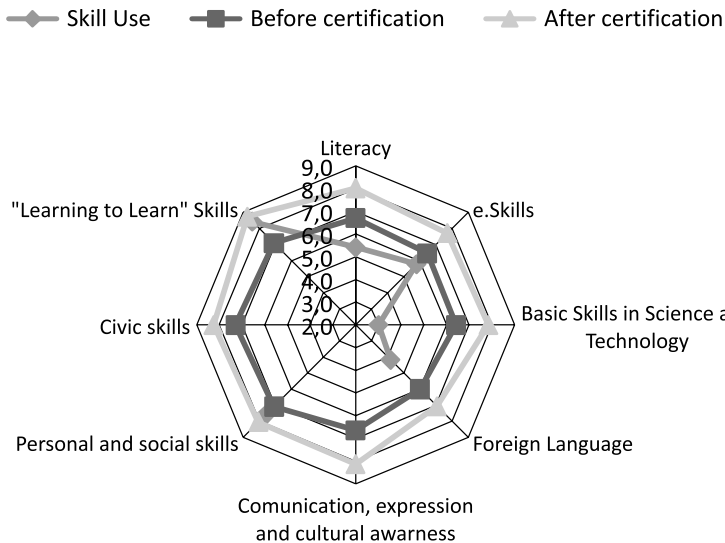 Skill Use Before certification After certification
Literacy
9,0
8,0
7,0
6,0
5,0
4,0
3,0
2,0
"Learning to Learn" Skills
e.Skills
Civic skills
Basic Skills in Science a
Technology
Personal and social skills
Foreign Language
Comunication, expression
and cultural awarness